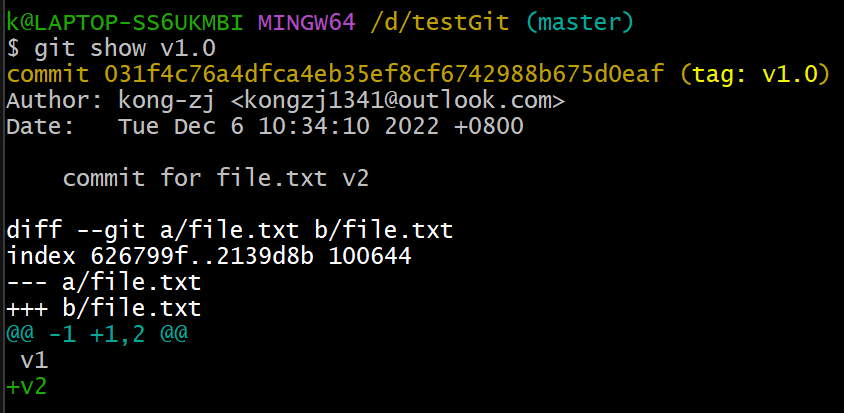 k@LAPTOP-SS6UKMBI MINGW64 /d/testGit (master)
$ git show v1.0
commit 031f4c76a4dfca4eb35ef8cf6742988b675d0eaf (tag: v1.0)
Author: kong-zj <kongzj1341@outlook.com>
Date:   Tue Dec 6 10:34:10 2022 +0800

    commit for file.txt v2

diff --git a/file.txt b/file.txt
index 626799f..2139d8b 100644
--- a/file.txt
+++ b/file.txt
@@ -1 +1,2 @@
 v1
+v2